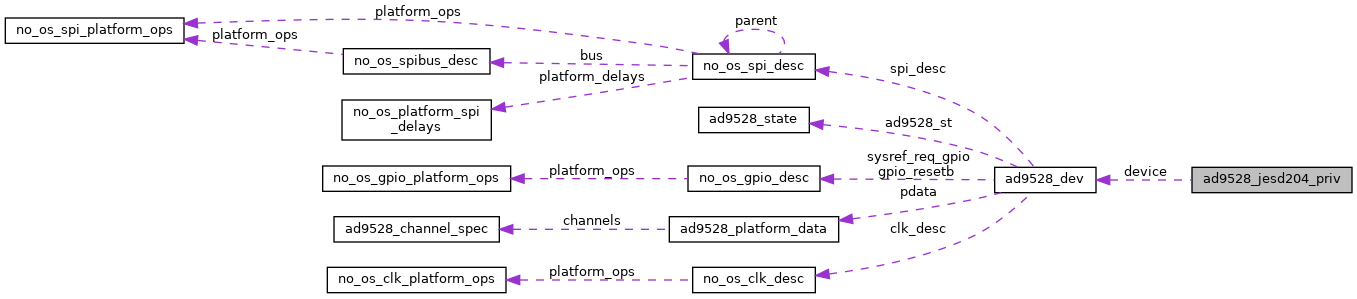 platform_ops
parent
no_os_spi_platform_ops
platform_ops
bus
no_os_spibus_desc
no_os_spi_desc
spi_desc
platform_delays
no_os_platform_spi
_delays
ad9528_state
ad9528_st
sysref_req_gpio
gpio_resetb
platform_ops
no_os_gpio_platform_ops
no_os_gpio_desc
ad9528_dev
device
ad9528_jesd204_priv
pdata
channels
ad9528_channel_spec
ad9528_platform_data
clk_desc
platform_ops
no_os_clk_platform_ops
no_os_clk_desc